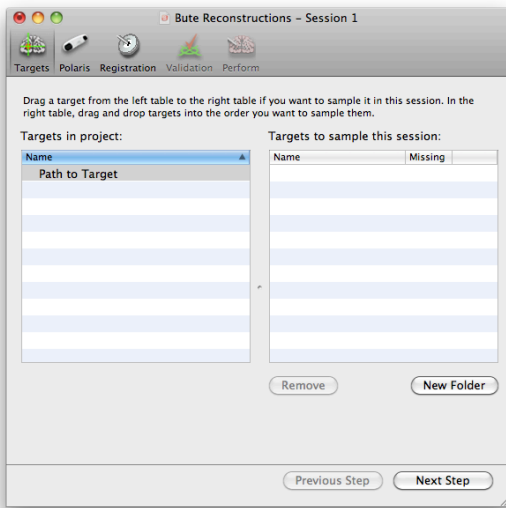 Bute Reconstructions – Session 1
Targets Polaris Registration Validation Perform
Drag a target from the left table to the right table if you want to sample it in this session. In the
right table, drag and drop targets into the order you want to sample them.
Targets in project: Targets to sample this session:
Name Name Missing
Path to Target
Remove New Folder
Previous Step Next Step